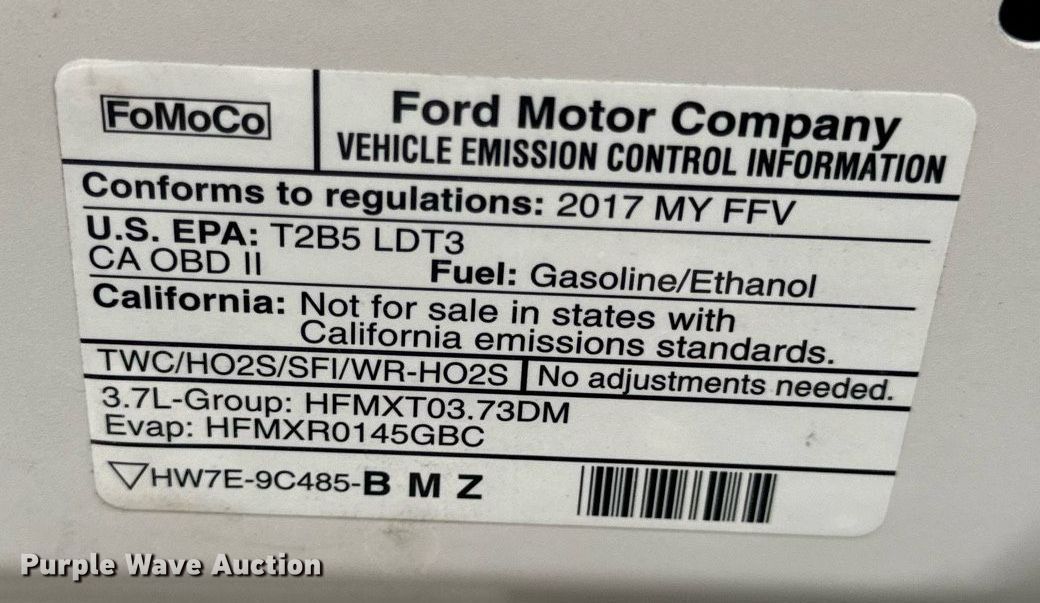 FoMoCo
Ford Motor Company
VEHICLE EMISSION CONTROL INFORMATION
Conforms to regulations: 2017 MY FFV
U.S. EPA: T2B5 LDT3
CA OBD II Fuel: Gasoline/Ethanol
California: Not for sale in states with
California emissions standards.
TWC/HO2S/SFI/WR-HO2S No adjustments needed.
3.7L-Group: HFMXT03.73DM
Evap: HFMXR0145GBC
HW7E-9C485-B M Z
Purple Wave Auction